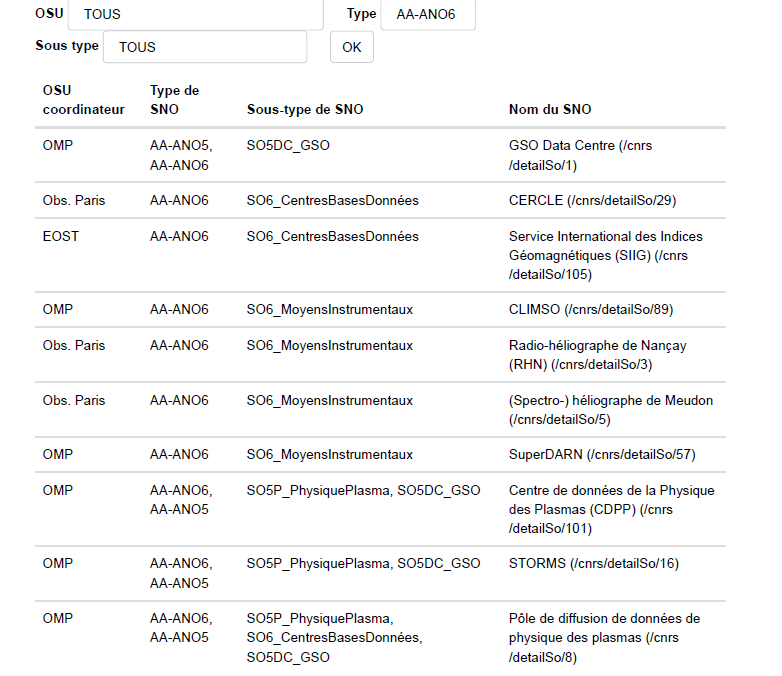 OSU TOUS Type AA-ANO6
Sous type TOUS OK
OSU Type de
coordinateur SNO Sous-type de SNO Nom du SNO
OMP AA-ANO5, SO5DC_GSO GSO Data Centre (/cnrs
AA-ANO6 /detailSo/1)
Obs. Paris AA-ANO6 SO6_CentresBasesDonnées CERCLE (/cnrs/detailSo/29)
EOST AA-ANO6 SO6_CentresBasesDonnées Service International des Indices
Géomagnétiques (SIIG) (/cnrs
/detailSo/105)
OMP AA-ANO6 SO6_MoyensInstrumentaux CLIMSO (/cnrs/detailSo/89)
Obs. Paris AA-ANO6 SO6_MoyensInstrumentaux Radio-héliographe de Nançay
(RHN) (/cnrs/detailSo/3)
Obs. Paris AA-ANO6 SO6_MoyensInstrumentaux (Spectro-) héliographe de Meudon
(/cnrs/detailSo/5)
OMP AA-ANO6 SO6_MoyensInstrumentaux SuperDARN (/cnrs/detailSo/57)
OMP AA-ANO6, SO5P_PhysiquePlasma, SO5DC_GSO Centre de données de la Physique
AA-ANO5 des Plasmas (CDPP) (/cnrs
/detailSo/101)
OMP AA-ANO6, SO5P_PhysiquePlasma, SO5DC_GSO STORMS (/cnrs/detailSo/16)
AA-ANO5
OMP AA-ANO6, SO5P_PhysiquePlasma, Pôle de diffusion de données de
AA-ANO5 SO6_CentresBasesDonnées, physique des plasmas (/cnrs
SO5DC_GSO /detailSo/8)